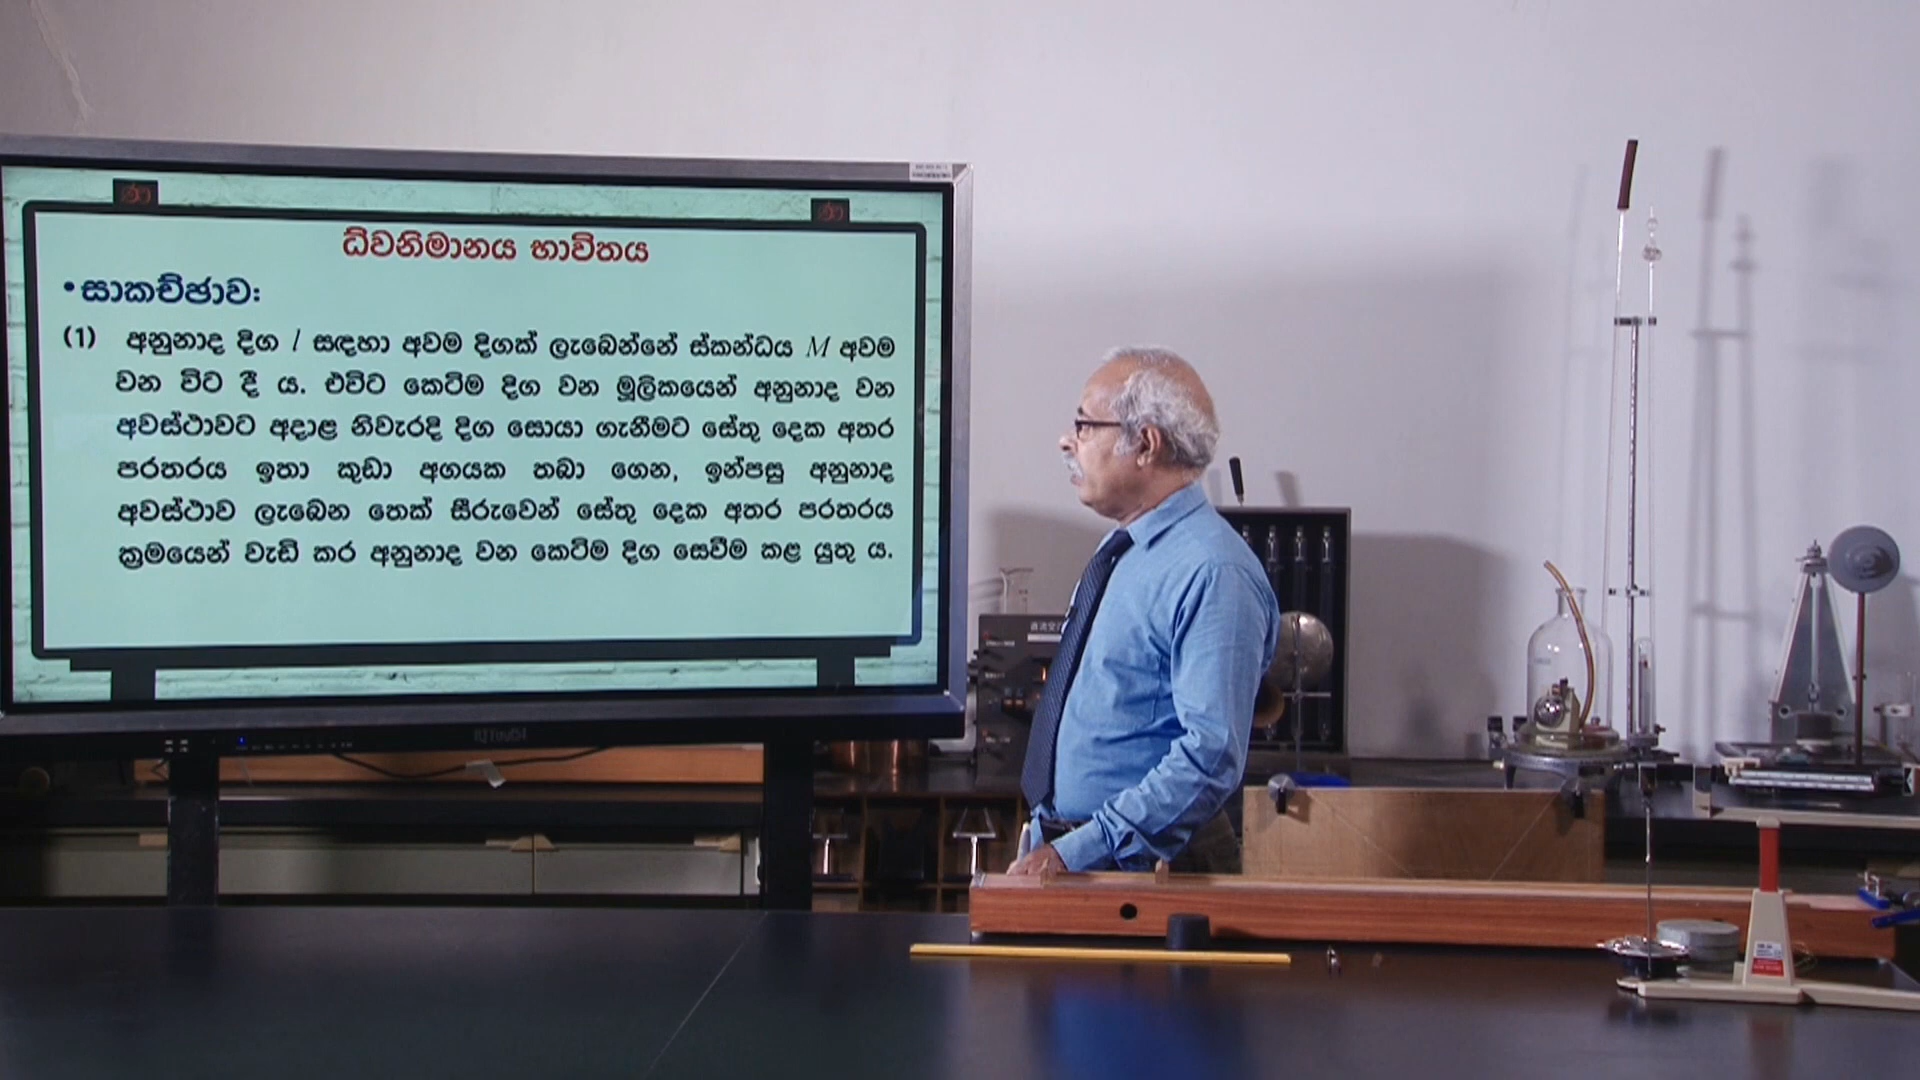 ධ්වනිමානය භාවිතය
• සාකච්ඡාව:
(1) අනුනාද දිග l සඳහා අවම දිගක් ලැබෙන්නේ ස්කන්ධය M අවම
වන විට දී ය. එවිට කෙටිම දිග වන මූලිකයෙන් අනුනාද වන
අවස්ථාවට අදාළ නිවැරදි දිග සොයා ගැනීමට සේතු දෙක අතර
පරතරය ඉතා කුඩා අගයක තබා ගෙන, ඉන්පසු අනුනාද
අවස්ථාව ලැබෙන තෙක් සීරුවෙන් සේතු දෙක අතර පරතරය
ක්‍රමයෙන් වැඩි කර අනුනාද වන කෙටිම දිග සෙවීම කළ යුතු ය.